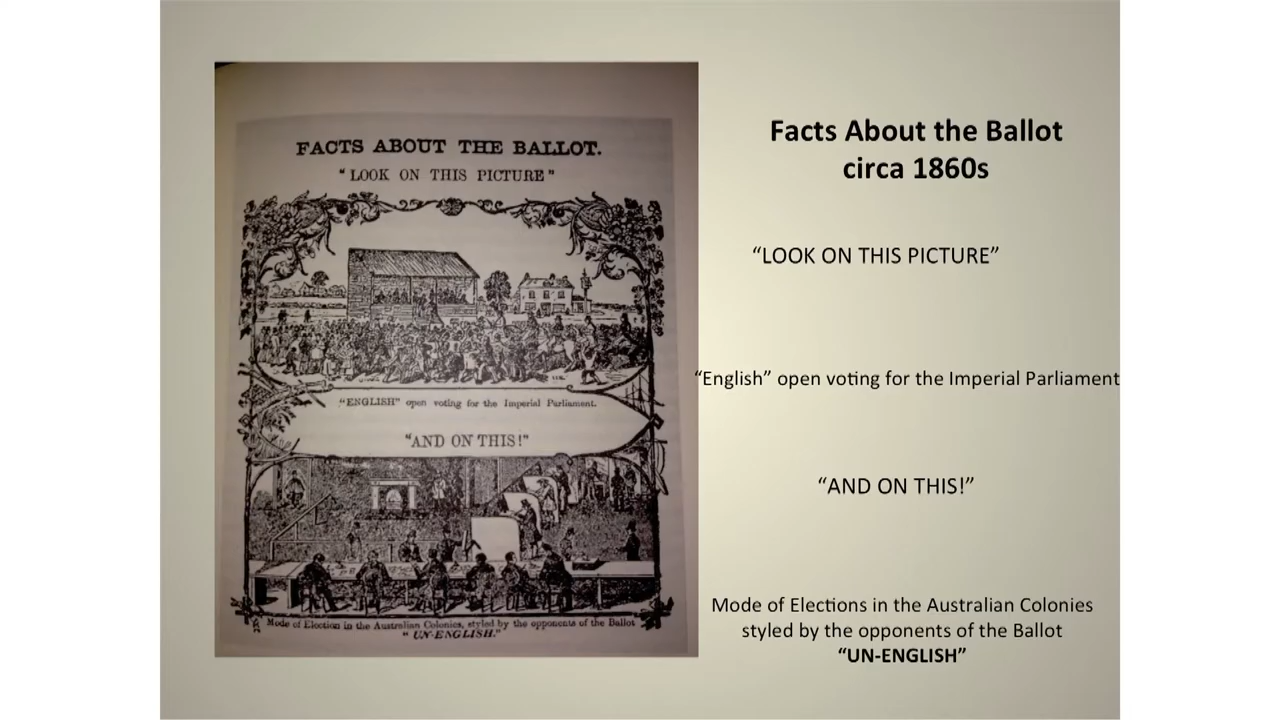 FACTS ABOUT THE BALLOT.
"LOOK ON THIS PICTURE"
"ENGLISH" open voting for the Imperial Parliament.
"AND ON THIS!"
Mode of Election in the Australian Colonies, styled by the opponents of the Ballot
"UN-ENGLISH."
Facts About the Ballot
circa 1860s
“LOOK ON THIS PICTURE”
“English” open voting for the Imperial Parliament
“AND ON THIS!”
Mode of Elections in the Australian Colonies
styled by the opponents of the Ballot
“UN-ENGLISH”